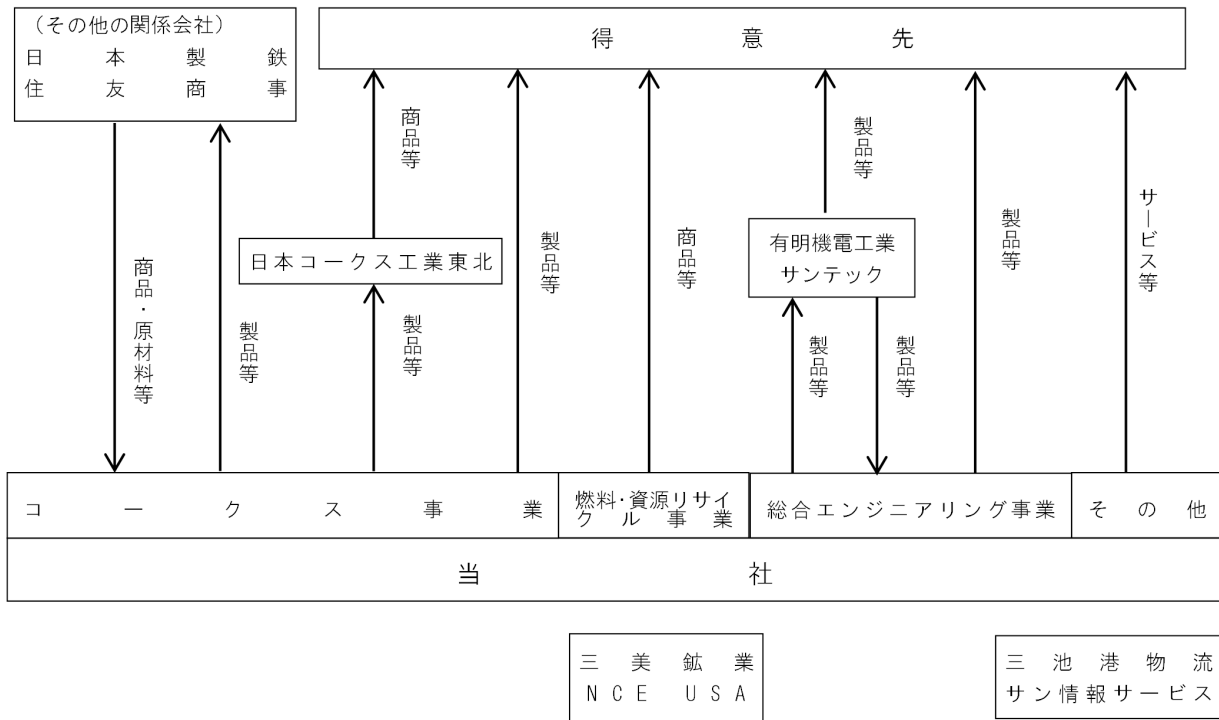 (その他の関係会社)
日本製鉄
住友商事
得意先
商品等
製品等
サービス等
製品等
商品等
製品等
有明機電工業
サンテック
日本コークス工業東北
商品・原材料等
製品等
製品等
製品等
製品等
コークス事業
燃料・資源リサイ
クル事業
総合エンジニアリング事業
その他
当社
三美鉱業
NCE USA
三池港物流
サン情報サービス